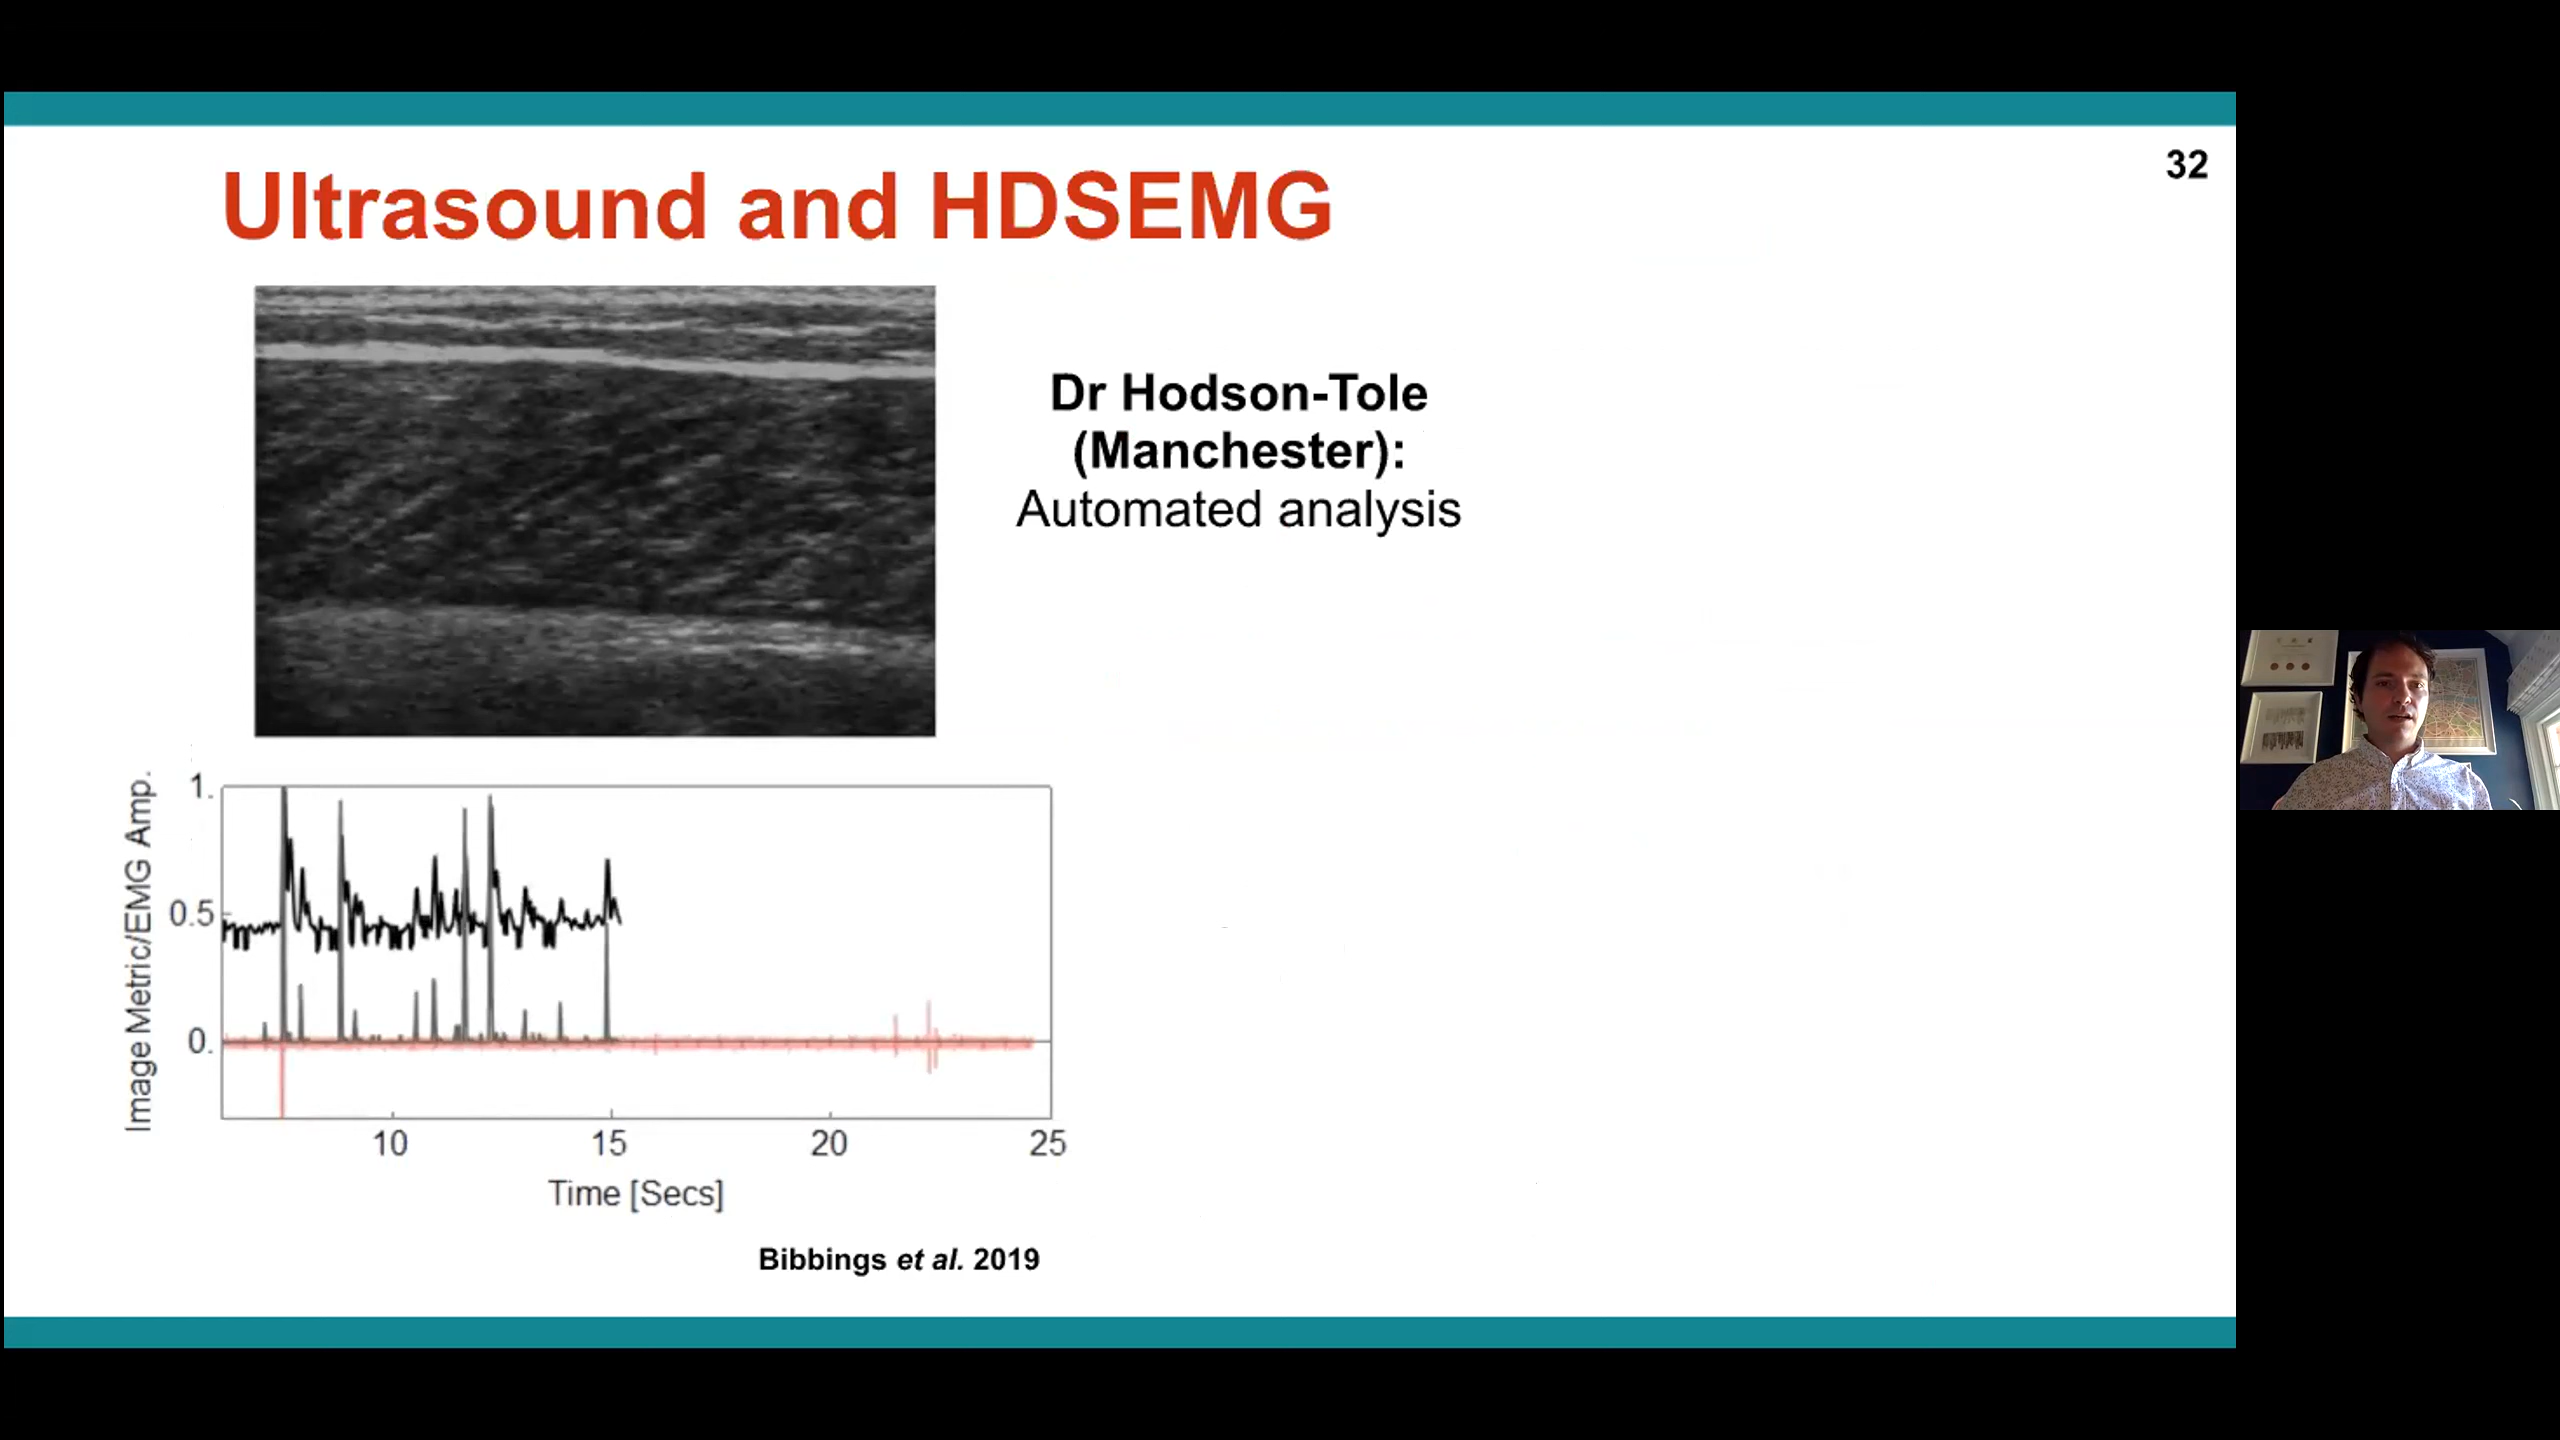 32
Ultrasound and HDSEMG
Dr Hodson-Tole
(Manchester):
Automated analysis
Image Metric/EMG Amp.
1.
0.5
0.
10 15 20 25
Time [Secs]
Bibbings et al. 2019